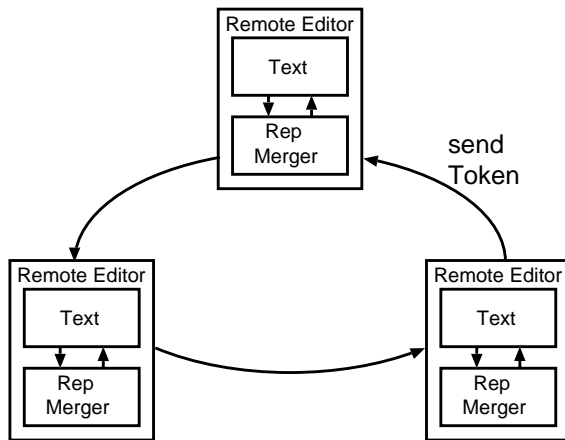 Remote Editor
Text
Rep
Merger
send
Token
Remote Editor
Text
Rep
Merger
Remote Editor
Text
Rep
Merger